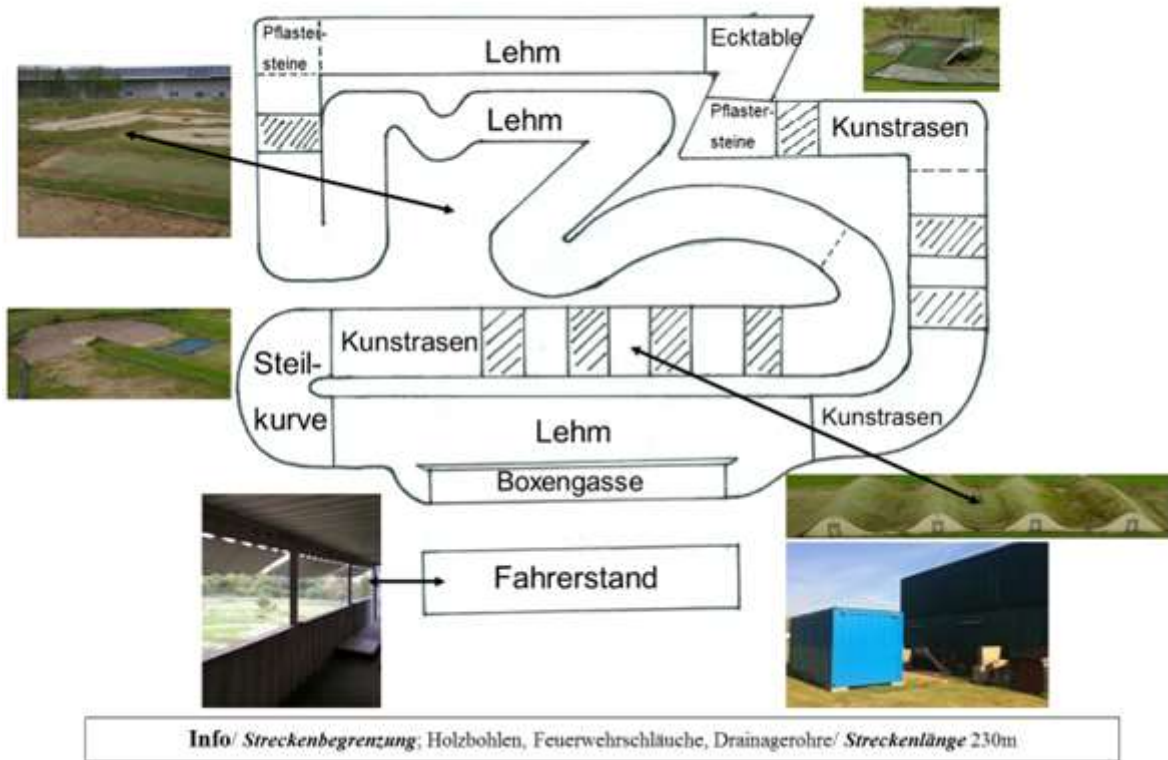 Pflaster-
steine
Lehm
Ecktable
Lehm
Pflaster-
steine
Kunstrasen
Kunstrasen
Steil-
kurve
Kunstrasen
Lehm
Boxengasse
Fahrerstand
Info/ Streckenbegrenzung; Holzbohlen, Feuerwehrschläuche, Drainagerohre/ Streckenlänge 230m